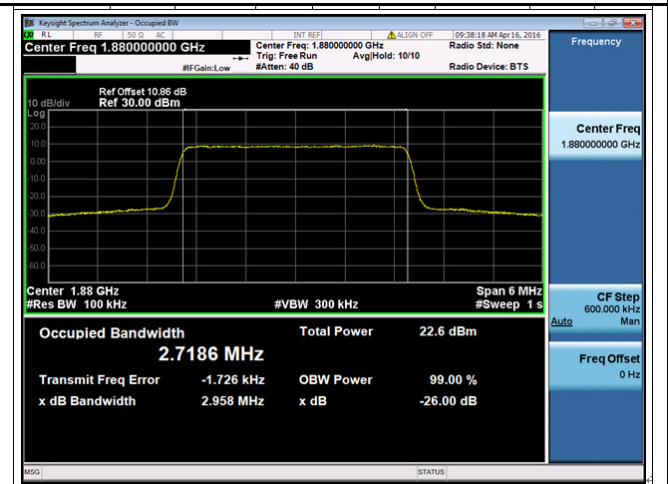 Keysight Spectrum Analyzer - Occupied BW
RL RF 50 Ω AC INT REF ALIGN OFF 09:38:18 AM Apr 16, 2016
Center Freq 1.880000000 GHz
Center Freq: 1.880000000 GHz Radio Std: None
Trig: Free Run Avg|Hold: 10/10
#IFGain:Low #Atten: 40 dB Radio Device: BTS
Frequency
Ref Offset 10.86 dB
10 dB/div Ref 30.00 dBm
Log
20.0
10.0
0.00
-10.0
-20.0
-30.0
-40.0
-50.0
-60.0
Center 1.88 GHz Span 6 MHz
#Res BW 100 kHz #VBW 300 kHz #Sweep 1 s
Occupied Bandwidth Total Power 22.6 dBm
2.7186 MHz
Transmit Freq Error -1.726 kHz OBW Power 99.00 %
x dB Bandwidth 2.958 MHz x dB -26.00 dB
Center Freq
1.880000000 GHz
CF Step
600.000 kHz
Auto Man
Freq Offset
0 Hz
MSG STATUS